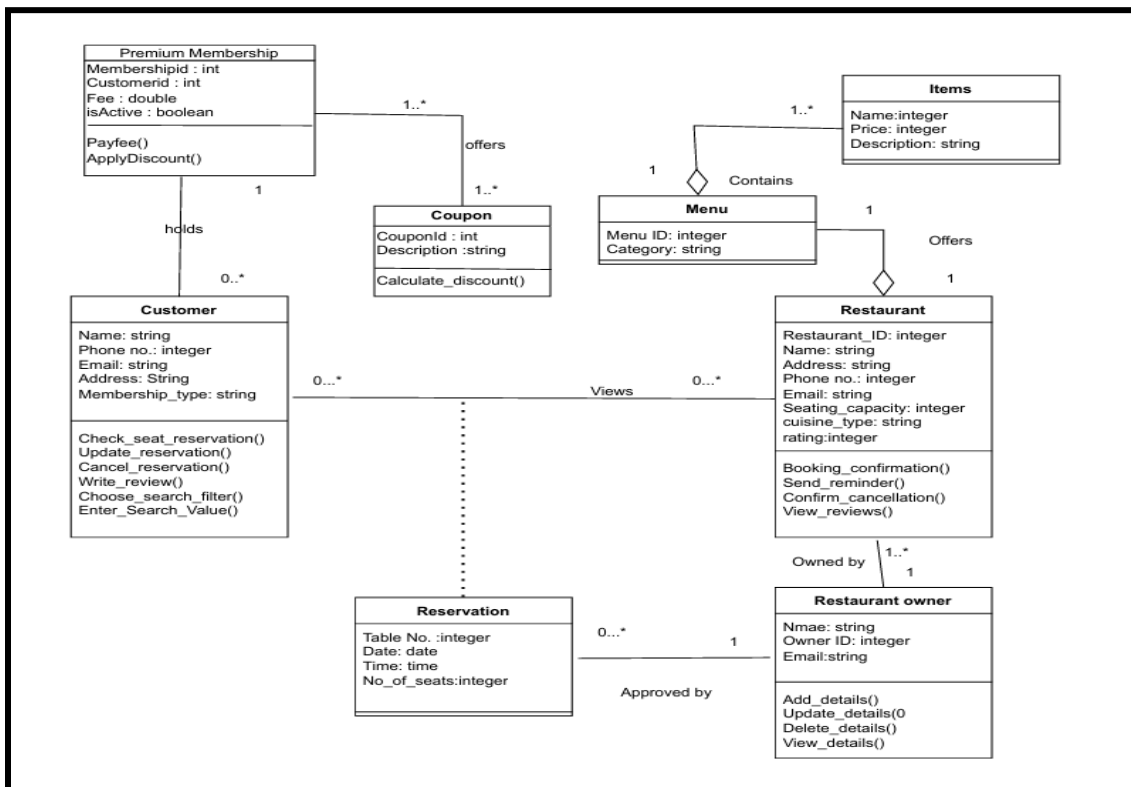 Premium Membership
Membershipid : int
Customerid : int
Fee : double
isActive : boolean
Payfee()
ApplyDiscount()
1..*
offers
1..*
1
holds
0...*
Coupon
CouponId : int
Description :string
Calculate_discount()
Items
Name:integer
Price: integer
Description: string
1..*
1
Contains
Menu
Menu ID: integer
Category: string
1
Offers
1
Customer
Name: string
Phone no.: integer
Email: string
Address: String
Membership_type: string
Check_seat_reservation()
Update_reservation()
Cancel_reservation()
Write_review()
Choose_search_filter()
Enter_Search_Value()
0...*
Views
0...*
Restaurant
Restaurant_ID: integer
Name: string
Address: string
Phone no.: integer
Email: string
Seating_capacity: integer
cuisine_type: string
rating:integer
Booking_confirmation()
Send_reminder()
Confirm_cancellation()
View_reviews()
Owned by
1..*
1
Reservation
Table No. :integer
Date: date
Time: time
No_of_seats:integer
0...*
1
Approved by
Restaurant owner
Nmae: string
Owner ID: integer
Email:string
Add_details()
Update_details(0
Delete_details()
View_details()